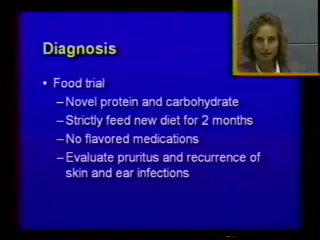 Diagnosis
• Food trial
–Novel protein and carbohydrate
–Strictly feed new diet for 2 months
–No flavored medications
–Evaluate pruritus and recurrence of
skin and ear infections